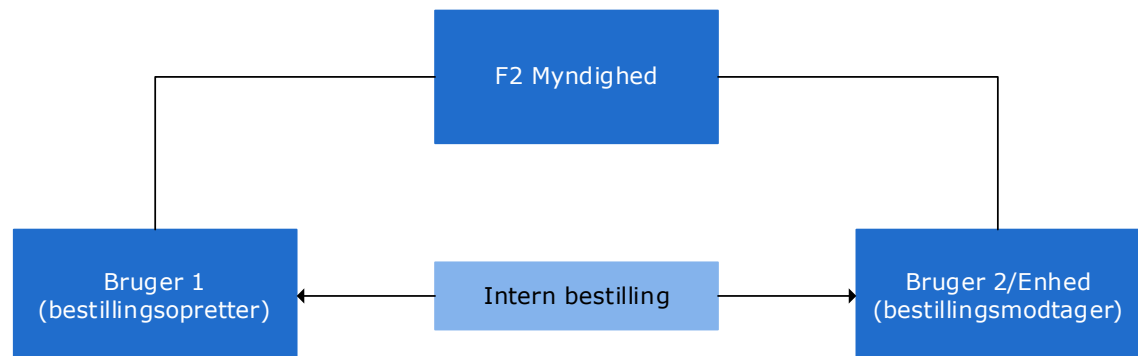 F2 Myndighed
Bruger 1
(bestillingsopretter)
Intern bestilling
Bruger 2/Enhed
(bestillingsmodtager)